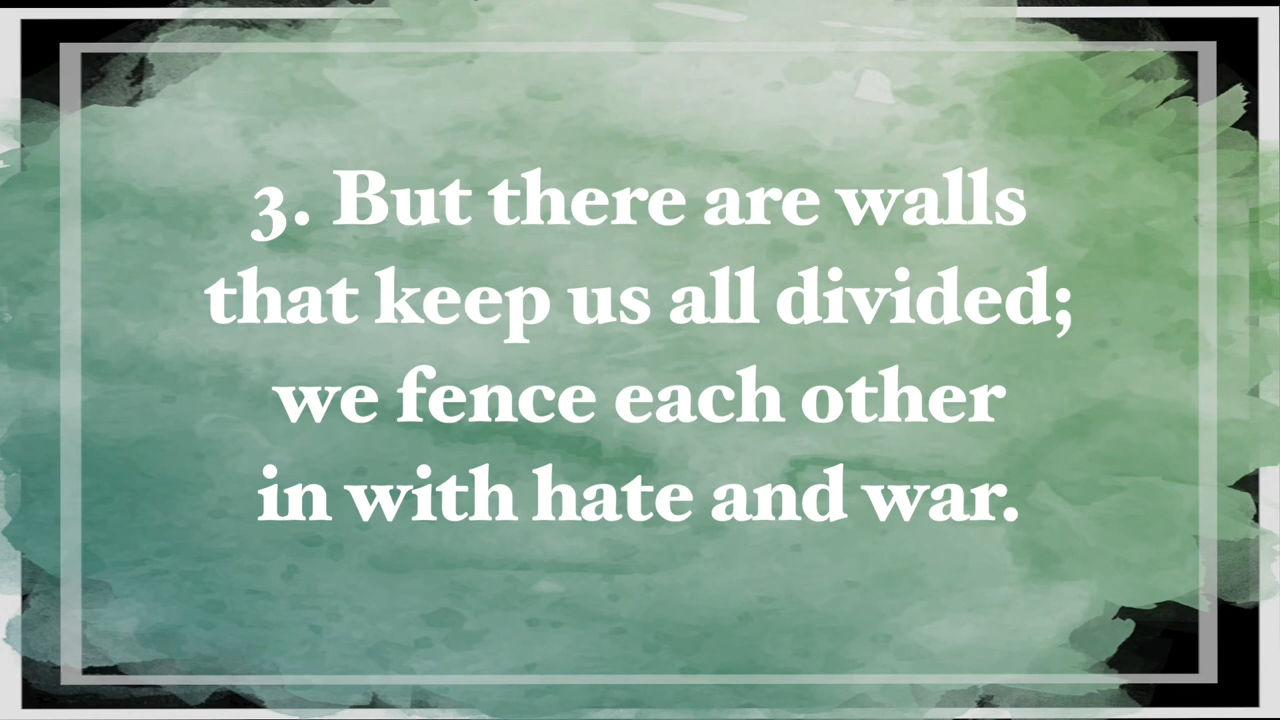 3. But there are walls
that keep us all divided;
we fence each other
in with hate and war.